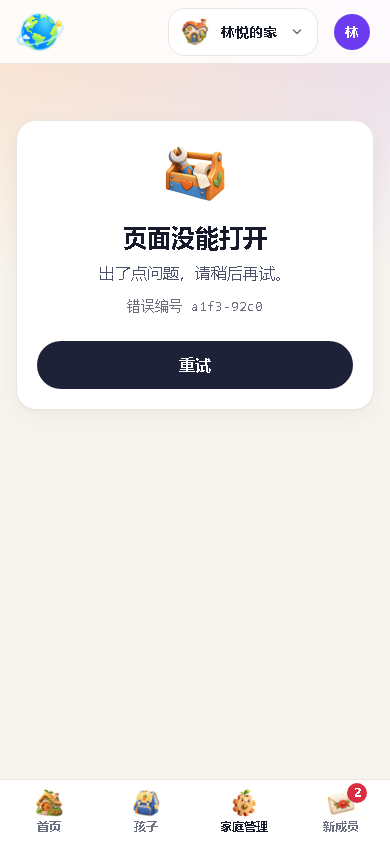 林悦的家
林
页面没能打开
出了点问题，请稍后再试。
错误编号 a1f3-92c0
重试
2
首页
孩子
家庭管理
新成员